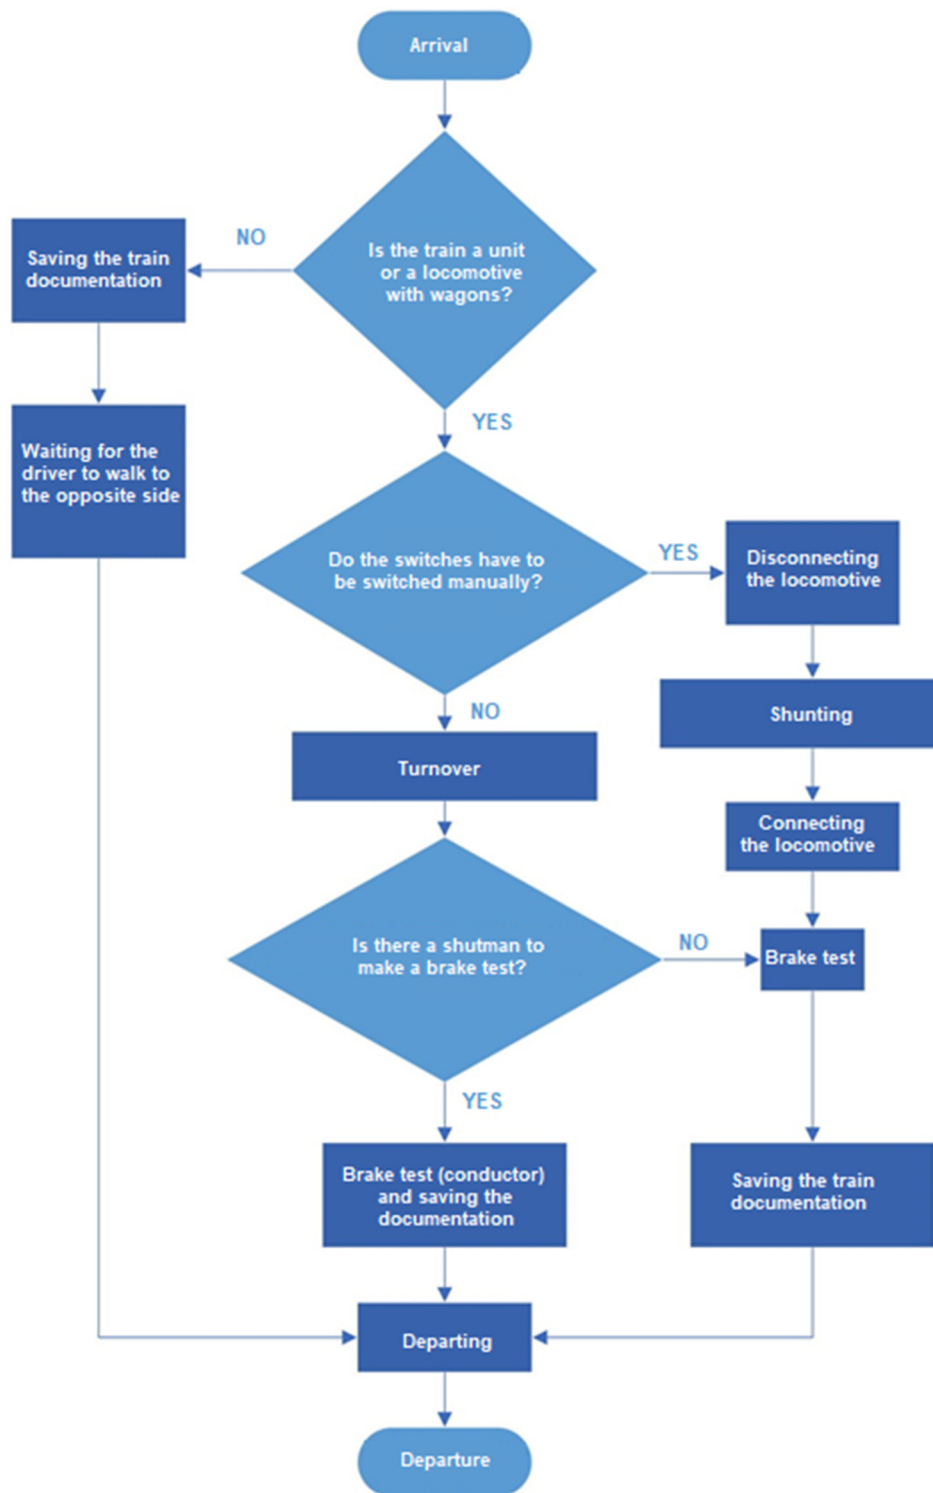 Arrival
NO
Is the train a unit
or a locomotive
with wagons?
Saving the train
documentation
YES
Waiting for the
driver to walk to
the opposite side
Do the switches have to
be switched manually?
YES
Disconnecting
the locomotive
NO
Shunting
Turnover
Connecting
the locomotive
Is there a shutman to
make a brake test?
NO
Brake test
YES
Brake test (conductor)
and saving the
documentation
Saving the train
documentation
Departing
Departure